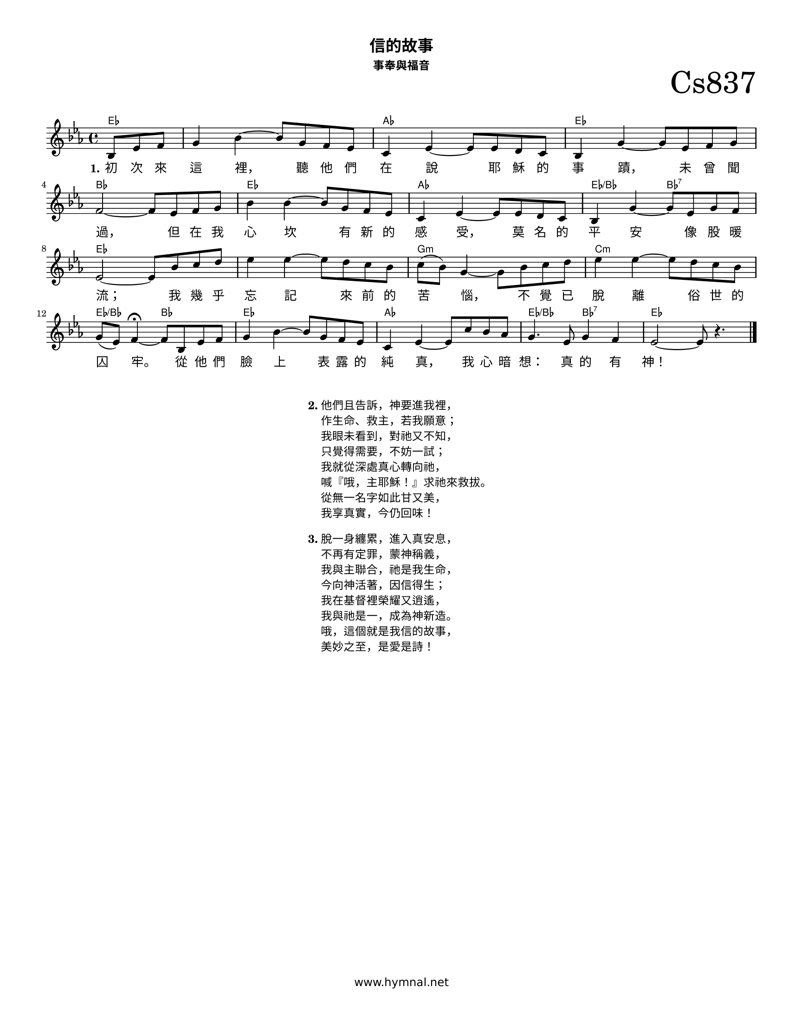 信的故事
事奉與福音
Cs837
E♭ A♭ E♭
1. 初 次 來 這 裡， 聽 他 們 在 說 耶 穌 的 事 蹟， 未 曾 聞
4 B♭ E♭ A♭ E♭/B♭ B♭7
過， 但 在 我 心 坎 有 新 的 感 受， 莫 名 的 平 安 像 股 暖
8 E♭ Gm Cm
流； 我 幾 乎 忘 記 來 前 的 苦 惱， 不 覺 已 脫 離 俗 世 的
12 E♭/B♭ B♭ E♭ A♭ E♭/B♭ B♭7 E♭
囚 牢。 從 他 們 臉 上 表 露 的 純 真， 我 心 暗 想： 真 的 有 神！
2. 他們且告訴，神要進我裡，
作生命、救主，若我願意；
我眼未看到，對祂又不知，
只覺得需要，不妨一試；
我就從深處真心轉向祂，
喊『哦，主耶穌！』求祂來救拔。
從無一名字如此甘又美，
我享真實，今仍回味！
3. 脫一身纏累，進入真安息，
不再有定罪，蒙神稱義，
我與主聯合，祂是我生命，
今向神活著，因信得生；
我在基督裡榮耀又逍遙，
我與祂是一，成為神新造。
哦，這個就是我信的故事，
美妙之至，是愛是詩！
www.hymnal.net